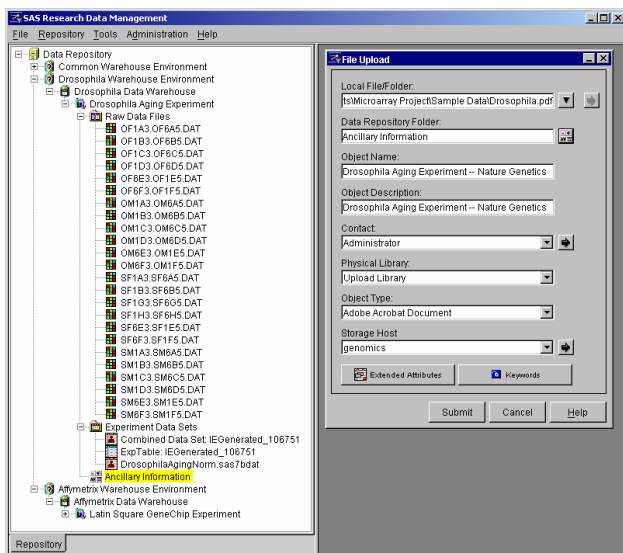 SAS Research Data Management
File Repository Tools Administration Help
Data Repository
Common Warehouse Environment
Drosophila Warehouse Environment
Drosophila Data Warehouse
Drosophila Aging Experiment
Raw Data Files
OF1A3.OF6A5.DAT
OF1B3.OF6B5.DAT
OF1C3.OF6C5.DAT
OF1D3.OF6D5.DAT
OF6E3.OF1E5.DAT
OF6F3.OF1F5.DAT
OM1A3.OM6A5.DAT
OM1B3.OM6B5.DAT
OM1C3.OM6C5.DAT
OM1D3.OM6D5.DAT
OM6E3.OM1E5.DAT
OM6F3.OM1F5.DAT
SF1A3.SF6A5.DAT
SF1B3.SF6B5.DAT
SF1G3.SF6G5.DAT
SF1H3.SF6H5.DAT
SF6E3.SF1E5.DAT
SF6F3.SF1F5.DAT
SM1A3.SM6A5.DAT
SM1B3.SM6B5.DAT
SM1C3.SM6C5.DAT
SM1D3.SM6D5.DAT
SM6E3.SM1E5.DAT
SM6F3.SM1F5.DAT
Experiment Data Sets
Combined Data Set: IEGenerated_106751
ExpTable: IEGenerated_106751
DrosophilaAgingNorm.sas7bdat
Ancillary Information
Affymetrix Warehouse Environment
Affymetrix Data Warehouse
Latin Square GeneChip Experiment
Repository
File Upload
Local File/Folder:
ts\Microarray Project\Sample Data\Drosophila.pdf
Data Repository Folder:
Ancillary Information
Object Name:
Drosophila Aging Experiment -- Nature Genetics
Object Description:
Drosophila Aging Experiment -- Nature Genetics
Contact:
Administrator
Physical Library:
Upload Library
Object Type:
Adobe Acrobat Document
Storage Host
genomics
Extended Attributes Keywords
Submit Cancel Help